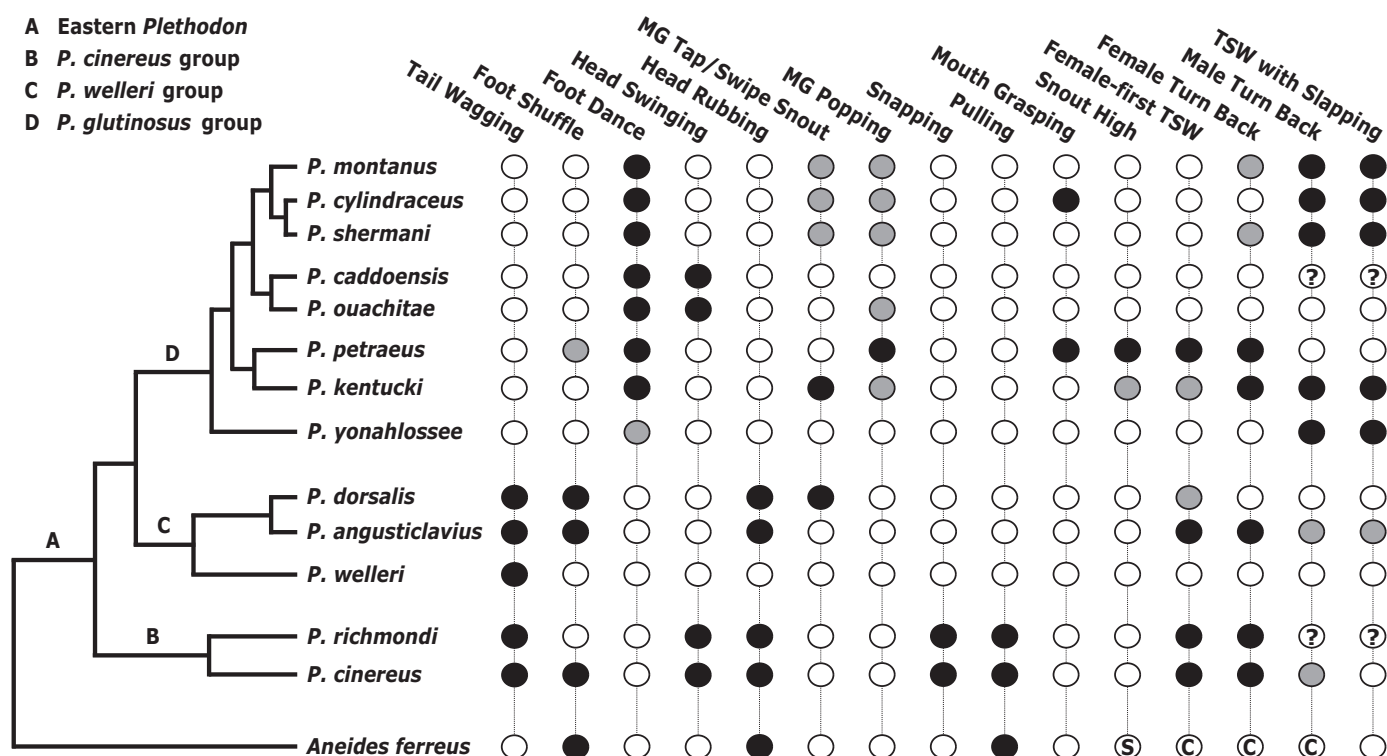 A Eastern Plethodon
B P. cinereus group
C P. welleri group
D P. glutinosus group
Tail Wagging
Foot Shuffle
Foot Dance
Head Swinging
Head Rubbing
MG Tap/Swipe Snout
MG Popping
Snapping
Pulling
Mouth Grasping
Snout High
Female-first TSW
Female Turn Back
Male Turn Back
TSW with Slapping
P. montanus
P. cylindraceus
P. shermani
P. caddoensis ? ?
P. ouachitae
D
P. petraeus
P. kentucki
P. yonahlossee
P. dorsalis
C
P. angusticlavius
A
P. welleri
B
P. richmondi ? ?
P. cinereus
Aneides ferreus S C C C